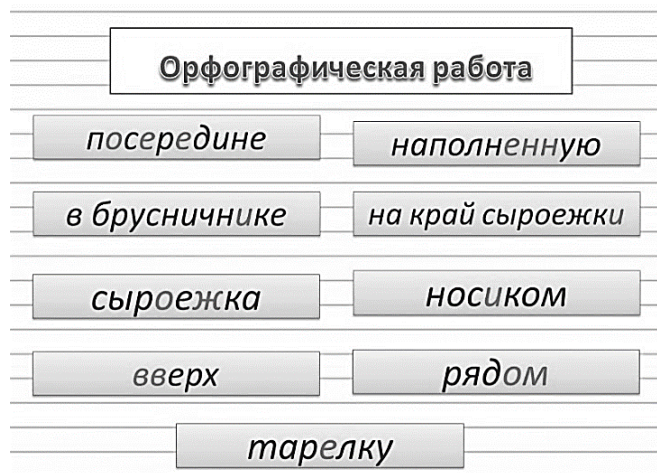 Орфографическая работа
посередине
наполненную
в брусничнике
на край сыроежки
сыроежка
носиком
вверх
рядом
тарелку